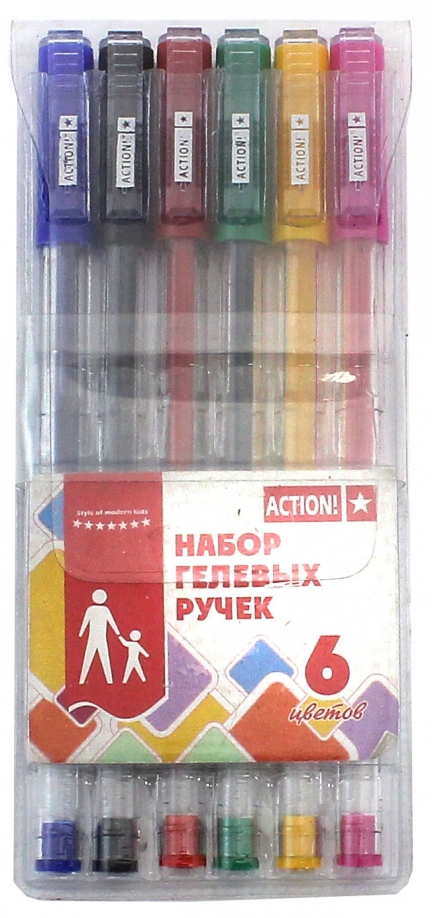 ACTION!
ACTION!
ACTION!
ACTION!
ACTION!
ACTION!
ACTION!
Style of modern kids
НАБОР
ГЕЛЕВЫХ
РУЧЕК
6
цветов